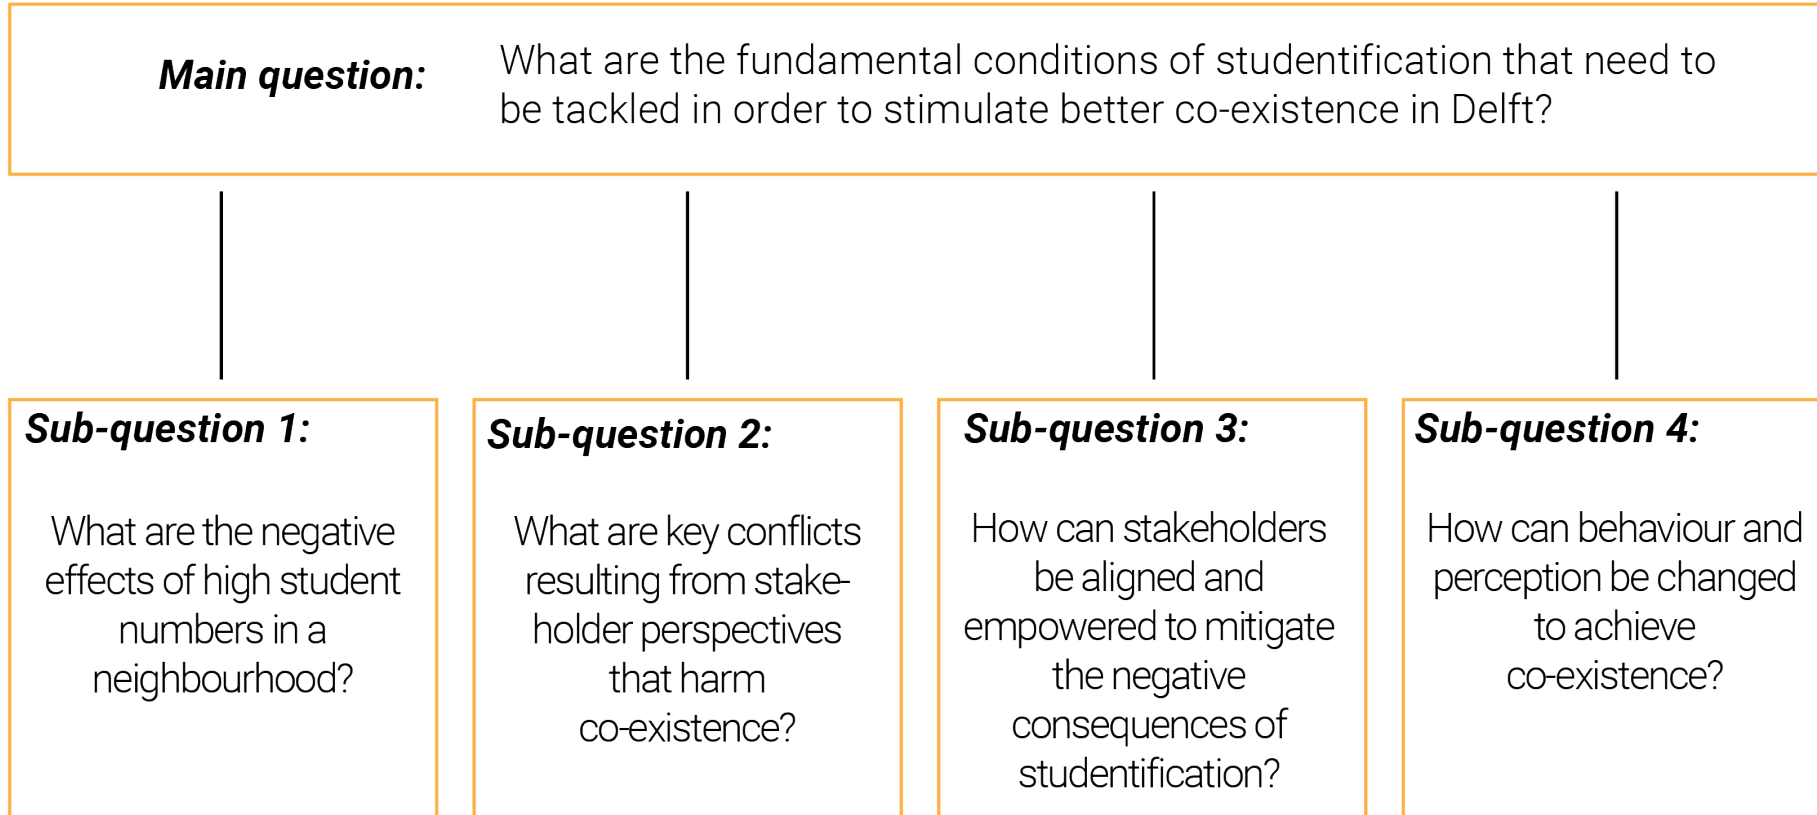 Main question:
What are the fundamental conditions of studentification that need to
be tackled in order to stimulate better co-existence in Delft?
Sub-question 1:
What are the negative
effects of high student
numbers in a
neighbourhood?
Sub-question 2:
What are key conflicts
resulting from stake-
holder perspectives
that harm
co-existence?
Sub-question 3:
How can stakeholders
be aligned and
empowered to mitigate
the negative
consequences of
studentification?
Sub-question 4:
How can behaviour and
perception be changed
to achieve
co-existence?